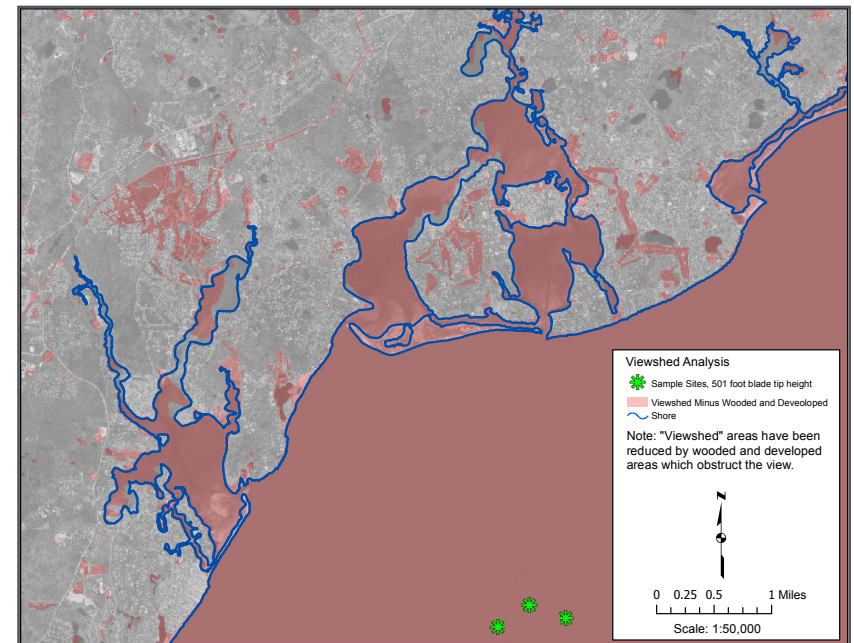 Viewshed Analysis
Sample Sites, 501 foot blade tip height
Viewshed Minus Wooded and Deveoloped
Shore
Note: "Viewshed" areas have been
reduced by wooded and developed
areas which obstruct the view.
N
0 0.25 0.5 1 Miles
Scale: 1:50,000